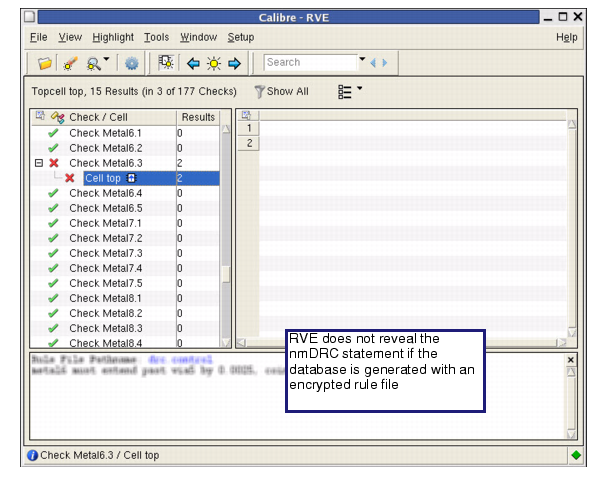 Calibre - RVE
File View Highlight Tools Window Setup Help
Search
Topcell top, 15 Results (in 3 of 177 Checks) Show All
Check / Cell Results
Check Metal6.1 0
Check Metal6.2 0
Check Metal6.3 2
Cell top 2
Check Metal6.4 0
Check Metal6.5 0
Check Metal7.1 0
Check Metal7.2 0
Check Metal7.3 0
Check Metal7.4 0
Check Metal7.5 0
Check Metal8.1 0
Check Metal8.2 0
Check Metal8.3 0
Check Metal8.4 0
1
2
RVE does not reveal the
nmDRC statement if the
database is generated with an
encrypted rule file
Rule File Pathname: drc.control
metal6 must extend past via5 by 0.0025,
Check Metal6.3 / Cell top